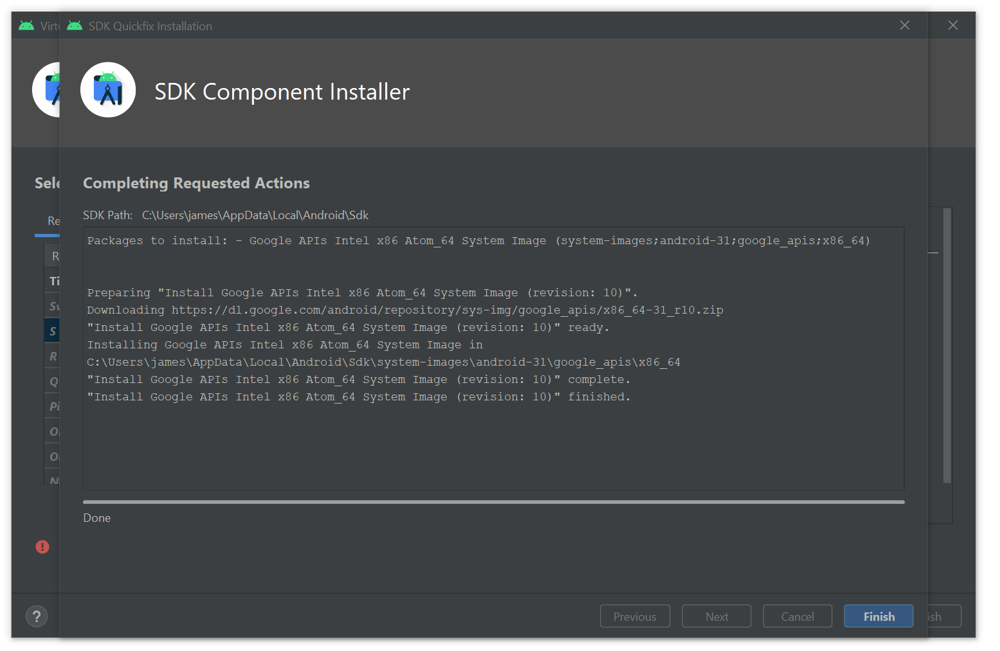 Virtu
SDK Quickfix Installation
SDK Component Installer
Sele
Completing Requested Actions
SDK Path: C:\Users\james\AppData\Local\Android\Sdk
Re
Packages to install: - Google APIs Intel x86 Atom_64 System Image (system-images;android-31;google_apis;x86_64)
R
Ti
Preparing "Install Google APIs Intel x86 Atom_64 System Image (revision: 10)".
Sv
Downloading https://dl.google.com/android/repository/sys-img/google_apis/x86_64-31_r10.zip
S
"Install Google APIs Intel x86 Atom_64 System Image (revision: 10)" ready.
Installing Google APIs Intel x86 Atom_64 System Image in
R
C:\Users\james\AppData\Local\Android\Sdk\system-images\android-31\google_apis\x86_64
Q
"Install Google APIs Intel x86 Atom_64 System Image (revision: 10)" complete.
"Install Google APIs Intel x86 Atom_64 System Image (revision: 10)" finished.
Pi
O
O
N
Done
?
Previous Next Cancel Finish ish